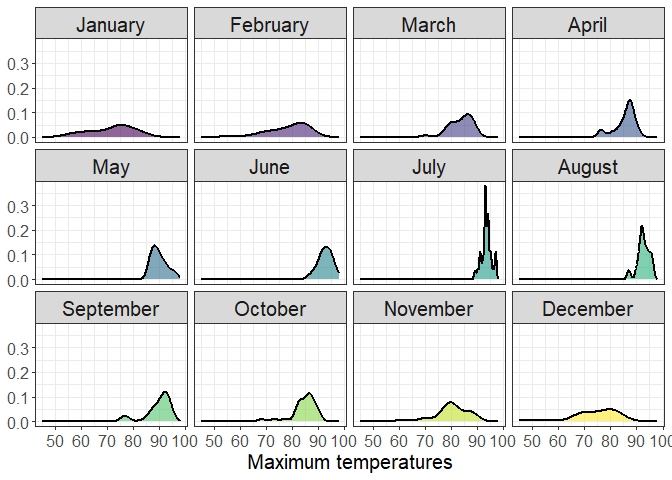 January February March April
0.3
0.2
0.1
0.0
May June July August
0.3
0.2
0.1
0.0
September October November December
0.3
0.2
0.1
0.0
50 60 70 80 90 100 50 60 70 80 90 100 50 60 70 80 90 100 50 60 70 80 90 100
Maximum temperatures